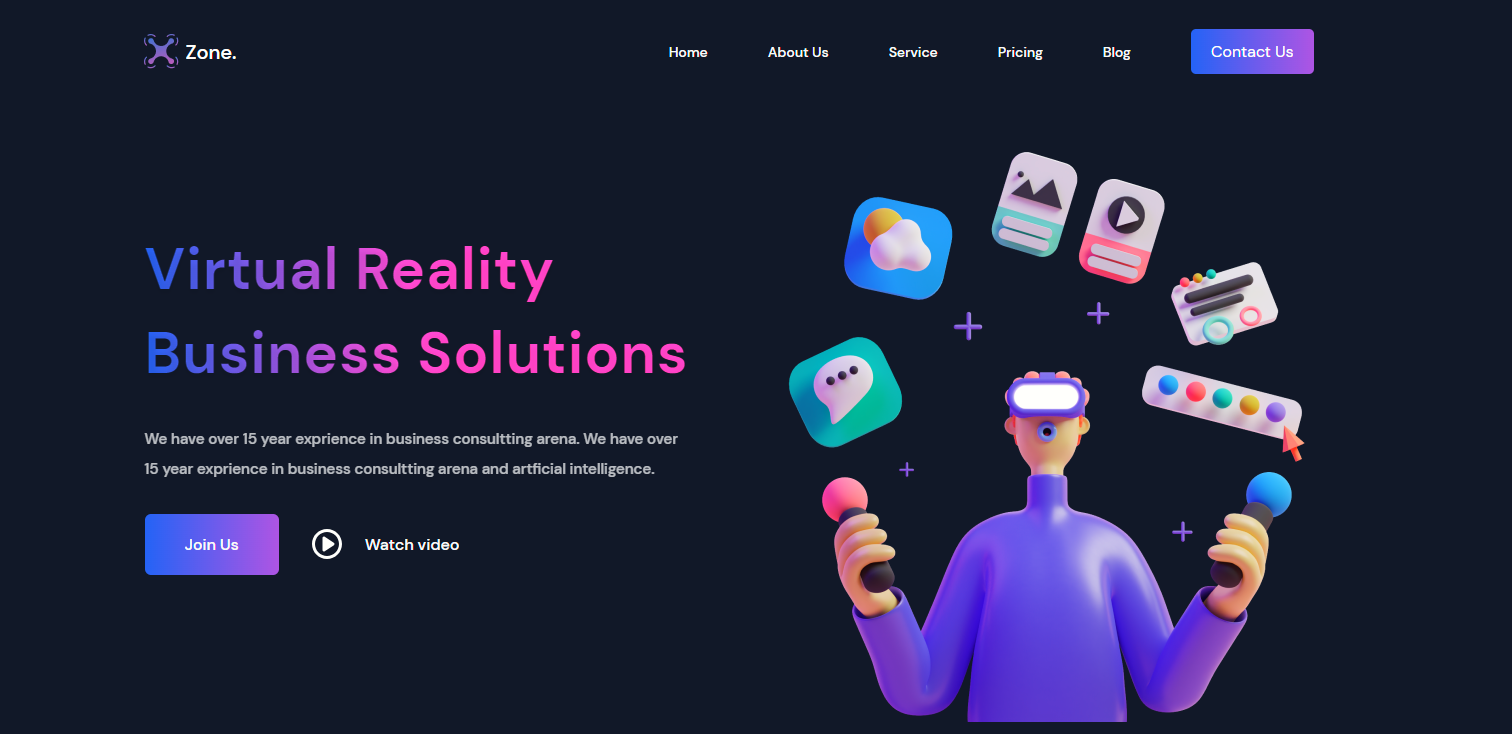 Zone.
Home
About Us
Service
Pricing
Blog
Contact Us
Virtual Reality
Business Solutions
We have over 15 year exprience in business consultting arena. We have over
15 year exprience in business consultting arena and artficial intelligence.
Join Us
Watch video